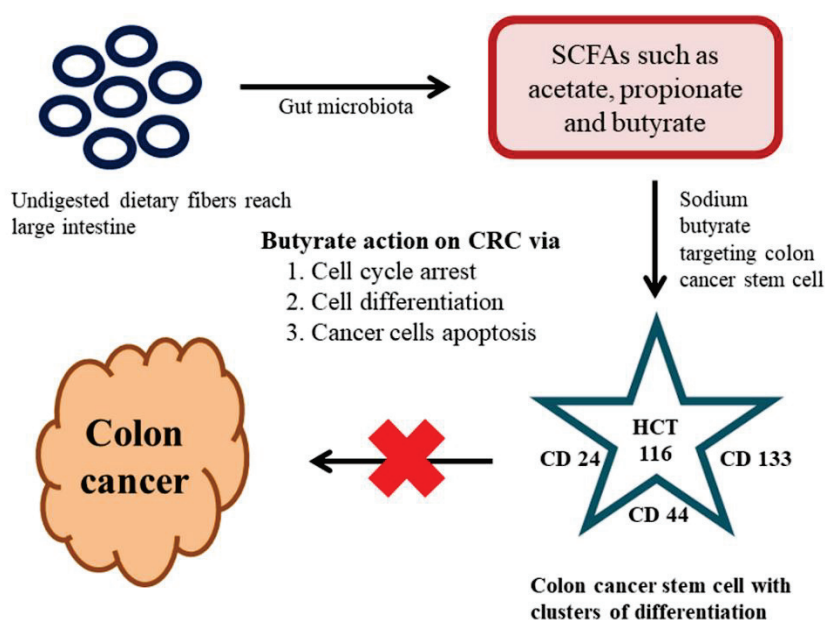 Gut microbiota
SCFAs such as
acetate, propionate
and butyrate
Undigested dietary fibers reach
large intestine
Sodium
butyrate
targeting colon
cancer stem cell
Butyrate action on CRC via
1. Cell cycle arrest
2. Cell differentiation
3. Cancer cells apoptosis
Colon
cancer
HCT
116
CD 24
CD 133
CD 44
Colon cancer stem cell with
clusters of differentiation